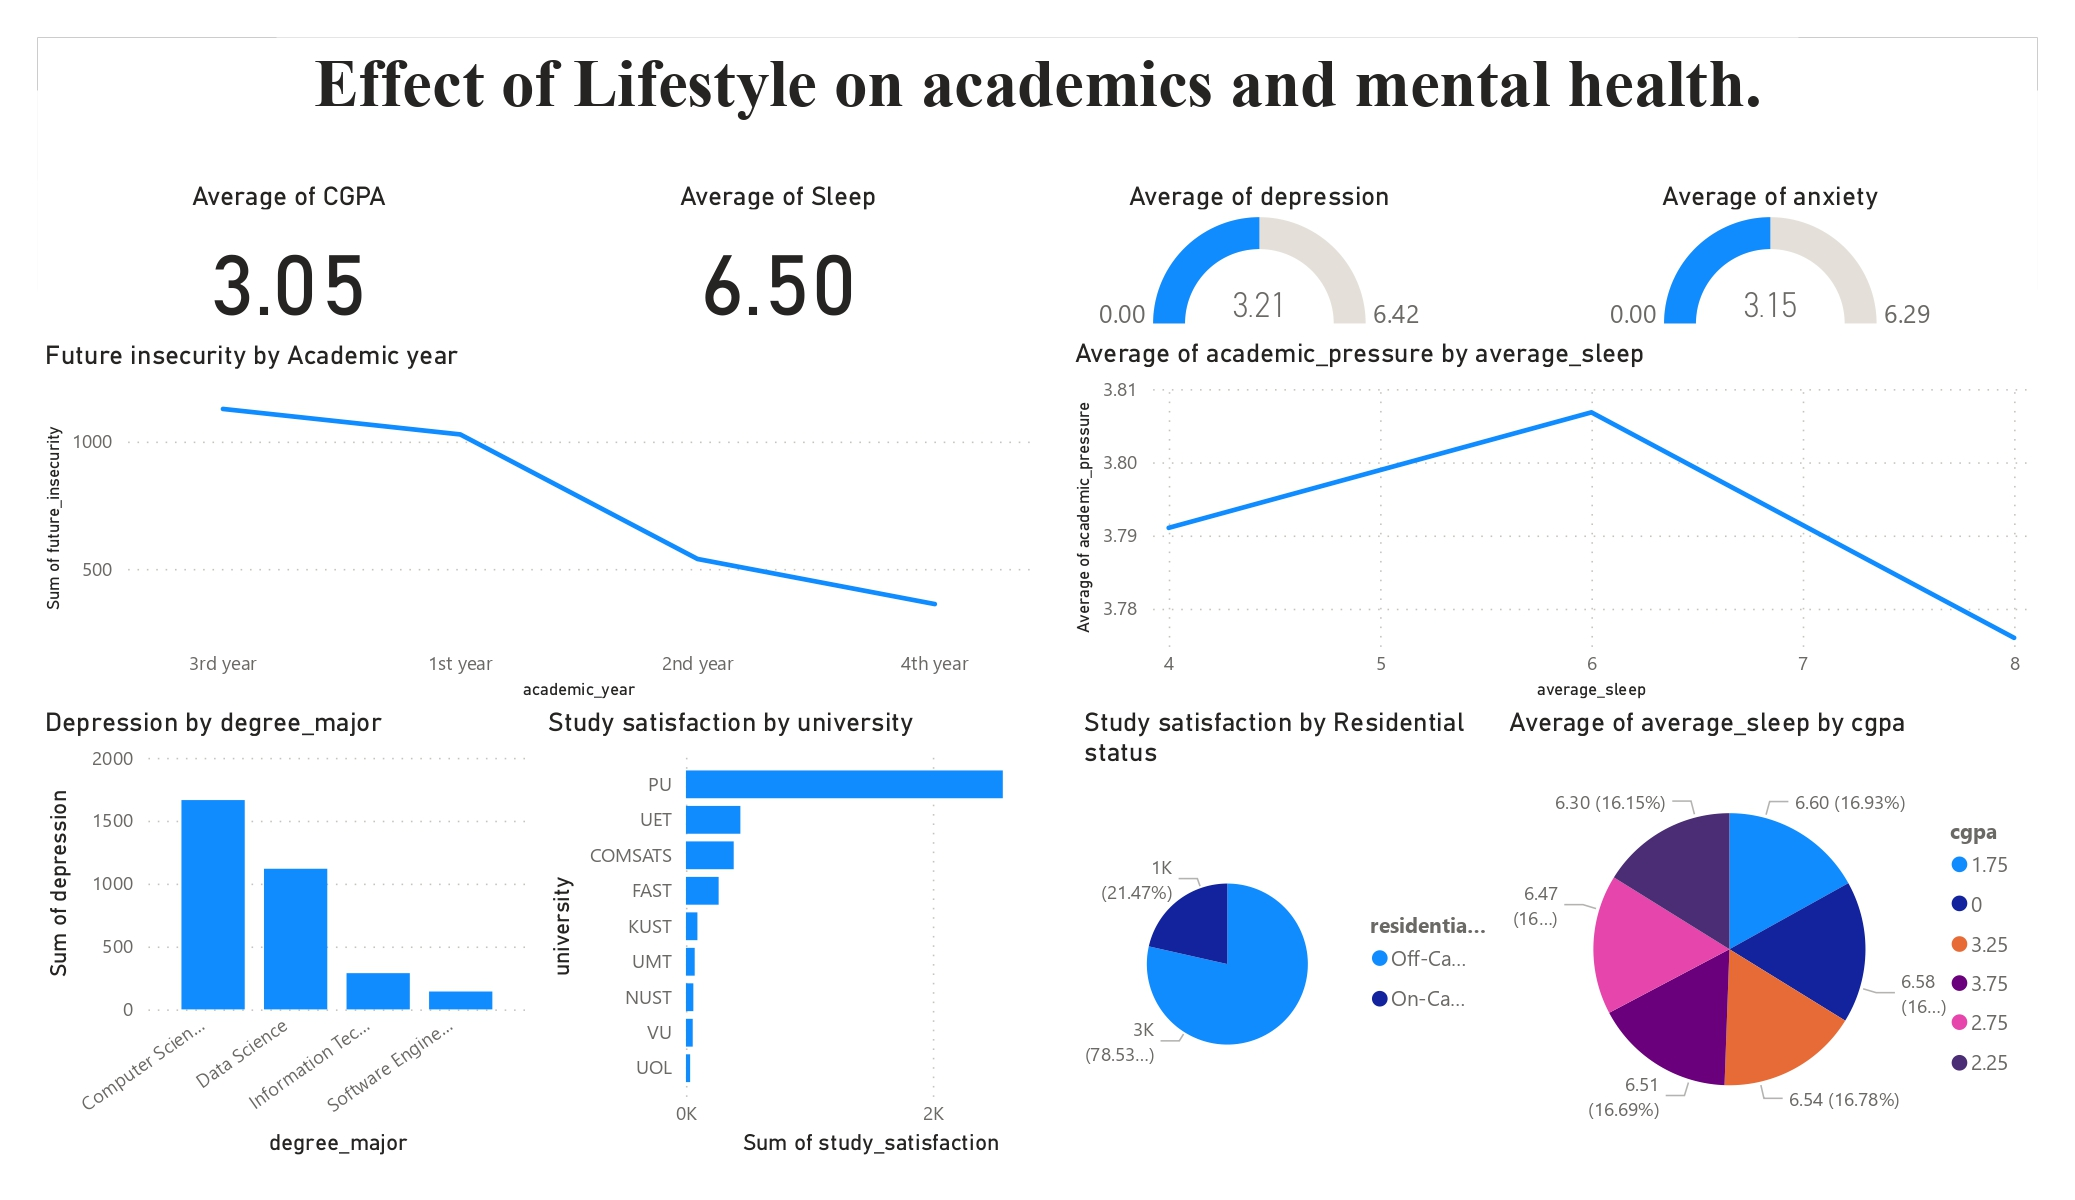 Effect of Lifestyle on academics and mental health.
Average of CGPA
3.05
Average of Sleep
6.50
Average of depression
0.00
3.21
6.42
Average of anxiety
0.00
3.15
6.29
Future insecurity by Academic year
Sum of future_insecurity
1000
500
3rd year
1st year
2nd year
4th year
academic_year
Average of academic_pressure by average_sleep
Average of academic_pressure
3.81
3.80
3.79
3.78
4
5
6
7
8
average_sleep
Depression by degree_major
Sum of depression
2000
1500
1000
500
0
Computer Scien...
Data Science
Information Tec...
Software Engine...
degree_major
Study satisfaction by university
university
PU
UET
COMSATS
FAST
KUST
UMT
NUST
VU
UOL
0K
2K
Sum of study_satisfaction
Study satisfaction by Residential
status
1K
(21.47%)
3K
(78.53...)
residentia...
Off-Ca...
On-Ca...
Average of average_sleep by cgpa
6.30 (16.15%)
6.60 (16.93%)
6.47
(16...)
6.58
(16...)
6.51
(16.69%)
6.54 (16.78%)
cgpa
1.75
0
3.25
3.75
2.75
2.25